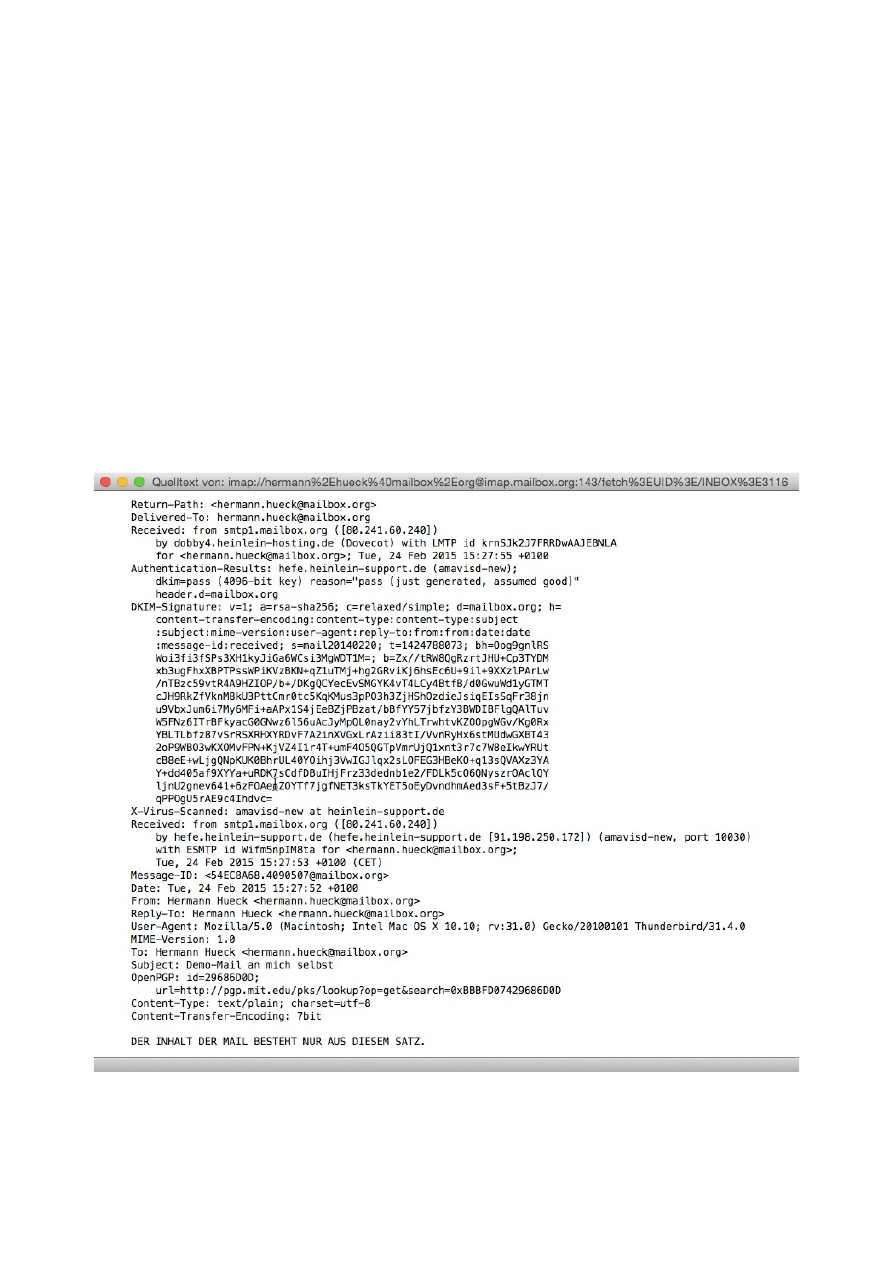 Quelltext von: imap://hermann%2Ehueck%40mailbox%2Eorg@imap.mailbox.org:143/fetch%3EUID%3E/INBOX%3E3116
Return-Path: <hermann.hueck@mailbox.org>
Delivered-To: hermann.hueck@mailbox.org
Received: from smtp1.mailbox.org ([80.241.60.240])
by dobby4.heinlein-hosting.de (Dovecot) with LMTP id krnSJk2J7FRRDwAAJEBNLA
for <hermann.hueck@mailbox.org>; Tue, 24 Feb 2015 15:27:55 +0100
Authentication-Results: hefe.heinlein-support.de (amavisd-new);
dkim=pass (4096-bit key) reason="pass (just generated, assumed good)"
header.d=mailbox.org
DKIM-Signature: v=1; a=rsa-sha256; c=relaxed/simple; d=mailbox.org; h=
content-transfer-encoding:content-type:content-type:subject
:subject:mime-version:user-agent:reply-to:from:from:date:date
:message-id:received; s=mail20140220; t=1424788073; bh=0og9gnlRS
Woi3fi3fSPs3XH1kyJiGa6WCsi3MgWDT1M=; b=Zx//tRW8QgRzrtJHU+Cp3TYDM
xb3ugFhxXBPTPssWPiKVzBKN+qZ1uTMj+hg2GRviKj6hsEc6U+9il+9XXzlPArLw
/nTBzc59vtR4A9HZIOP/b+/DKgQCYecEvSMGYK4vT4LCy4BtfB/d0GwuWd1yGTMT
cJH9RkZfVknM8kU3PttCmr0tc5KqKMus3pPO3h3ZjHShOzdieJsiqEIsSqFr38jn
u9VbxJum6i7My6MFi+aAPx1S4jEeBZjPBzat/bBfYY57jbfzY3BWDIBFlgQAlTuv
W5FNz6ITrBFkyacG0GNwz6l56uAcJyMpQL0nay2vYhLTrwhtvKZOOpgWGv/Kg0Rx
YBLTLbfz87vSrRSXRHXYRDvF7A2inXVGxLrAzii83tI/VvnRyHx6stMUdwGXBT43
2oP9WBO3wKXOMvFPN+KjVZ4I1r4T+umF4O5QGTpVmrUjQ1xnt3r7c7W8eIkwYRUt
cB8eE+wLjgQNpKUK0BhrUL40YOihj3VwIGJlqx2sLOFEG3HBeKO+q13sQVAXz3YA
Y+dd405af9XYYa+uRDK7sCdfDBuIHjFrz33dednb1e2/FDLk5cO6QNyszrOAclQY
ljnU2gnev641+6zFOAemZOYTf7jgfNET3ksTkYET5oEyDvndhmAed3sF+5tBzJ7/
qPPOgU5rAE9c4Ihdvc=
X-Virus-Scanned: amavisd-new at heinlein-support.de
Received: from smtp1.mailbox.org ([80.241.60.240])
by hefe.heinlein-support.de (hefe.heinlein-support.de [91.198.250.172]) (amavisd-new, port 10030)
with ESMTP id Wifm5npIM8ta for <hermann.hueck@mailbox.org>;
Tue, 24 Feb 2015 15:27:53 +0100 (CET)
Message-ID: <54EC8A68.4090507@mailbox.org>
Date: Tue, 24 Feb 2015 15:27:52 +0100
From: Hermann Hueck <hermann.hueck@mailbox.org>
Reply-To: Hermann Hueck <hermann.hueck@mailbox.org>
User-Agent: Mozilla/5.0 (Macintosh; Intel Mac OS X 10.10; rv:31.0) Gecko/20100101 Thunderbird/31.4.0
MIME-Version: 1.0
To: Hermann Hueck <hermann.hueck@mailbox.org>
Subject: Demo-Mail an mich selbst
OpenPGP: id=29686D0D;
url=http://pgp.mit.edu/pks/lookup?op=get&search=0xBBBFD07429686D0D
Content-Type: text/plain; charset=utf-8
Content-Transfer-Encoding: 7bit
DER INHALT DER MAIL BESTEHT NUR AUS DIESEM SATZ.